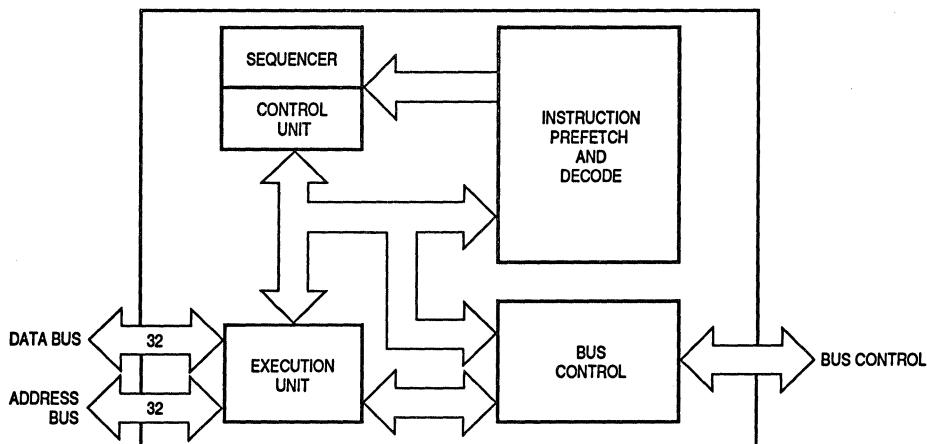 SEQUENCER
CONTROL
UNIT
INSTRUCTION
PREFETCH
AND
DECODE
DATA BUS
32
EXECUTION
UNIT
BUS
CONTROL
BUS CONTROL
ADDRESS
BUS
32